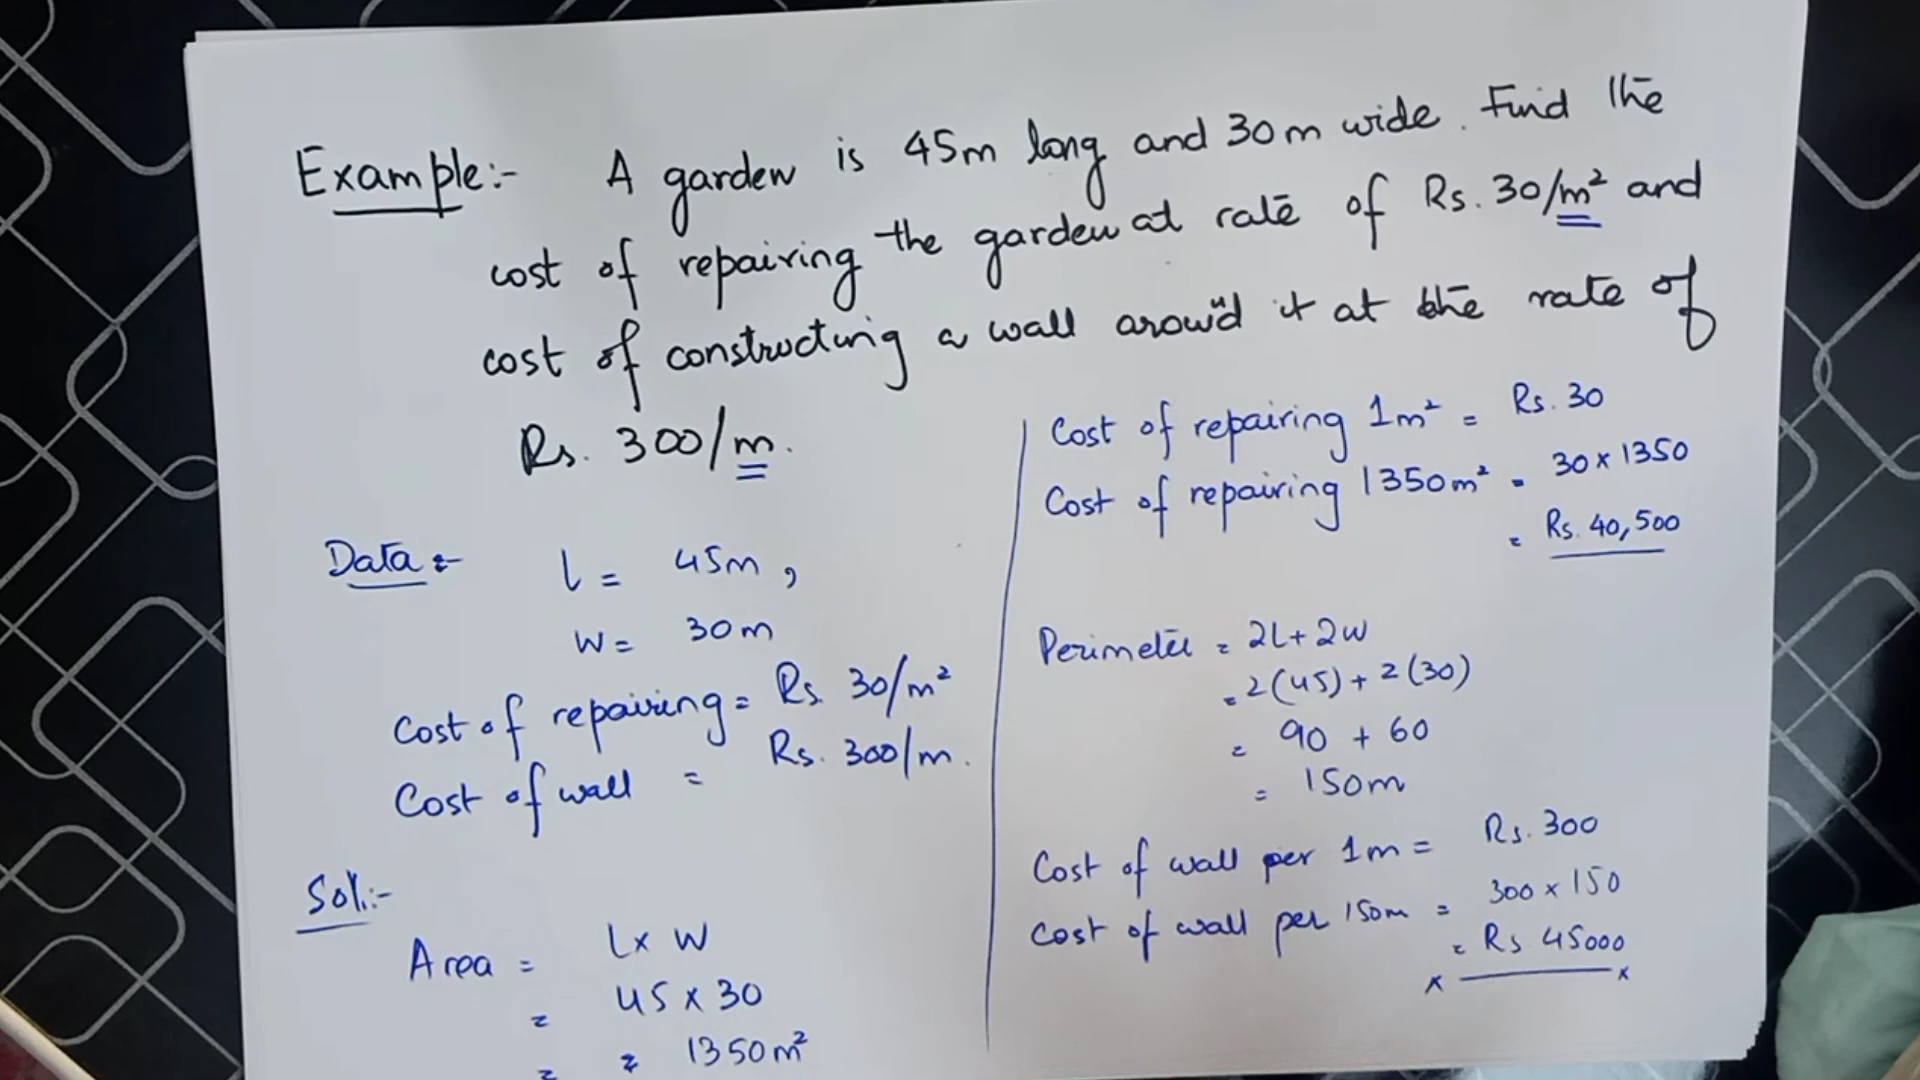 Example:- A garden is 45m long and 30m wide. Find the
cost of repairing the garden at rate of Rs. 30/m² and
cost of constructing a wall around it at the rate of
Rs. 300/m.
Data:- l = 45m,
w = 30m
Cost of repairing = Rs. 30/m²
Cost of wall = Rs. 300/m.
Sol:-
Area = L x W
= 45 x 30
= = 1350m²
Cost of repairing 1m² = Rs. 30
Cost of repairing 1350m² = 30 x 1350
= Rs. 40,500
Perimeter = 2L + 2W
= 2(45) + 2(30)
= 90 + 60
= 150m
Cost of wall per 1m = Rs. 300
Cost of wall per 150m = 300 x 150
= Rs 45000
x x